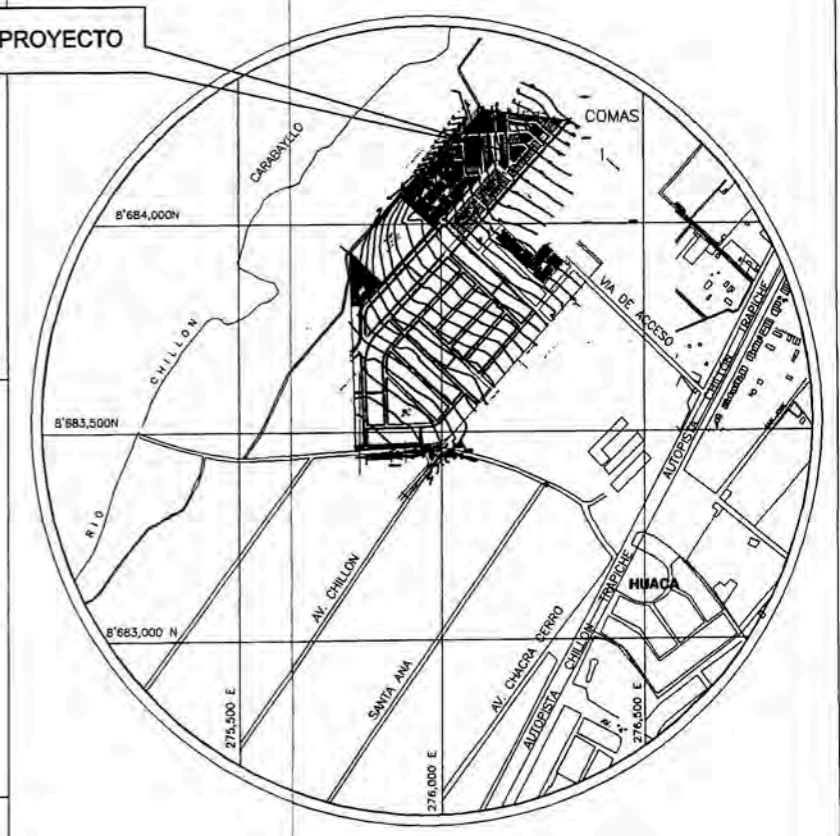 PROYECTO
COMAS
CARABAYLLO
8'684,000N
VIA DE ACCESO
RIO CHILLON
AUTOPISTA CHILLON TRAPICHE
8'683,500N
HUACA
AV. CHILLON
8'683,000 N
SANTA ANA
AV. CHACRA CERRO
AUTOPISTA CHILLON TRAPICHE
275,500 E
276,000 E
276,500 E